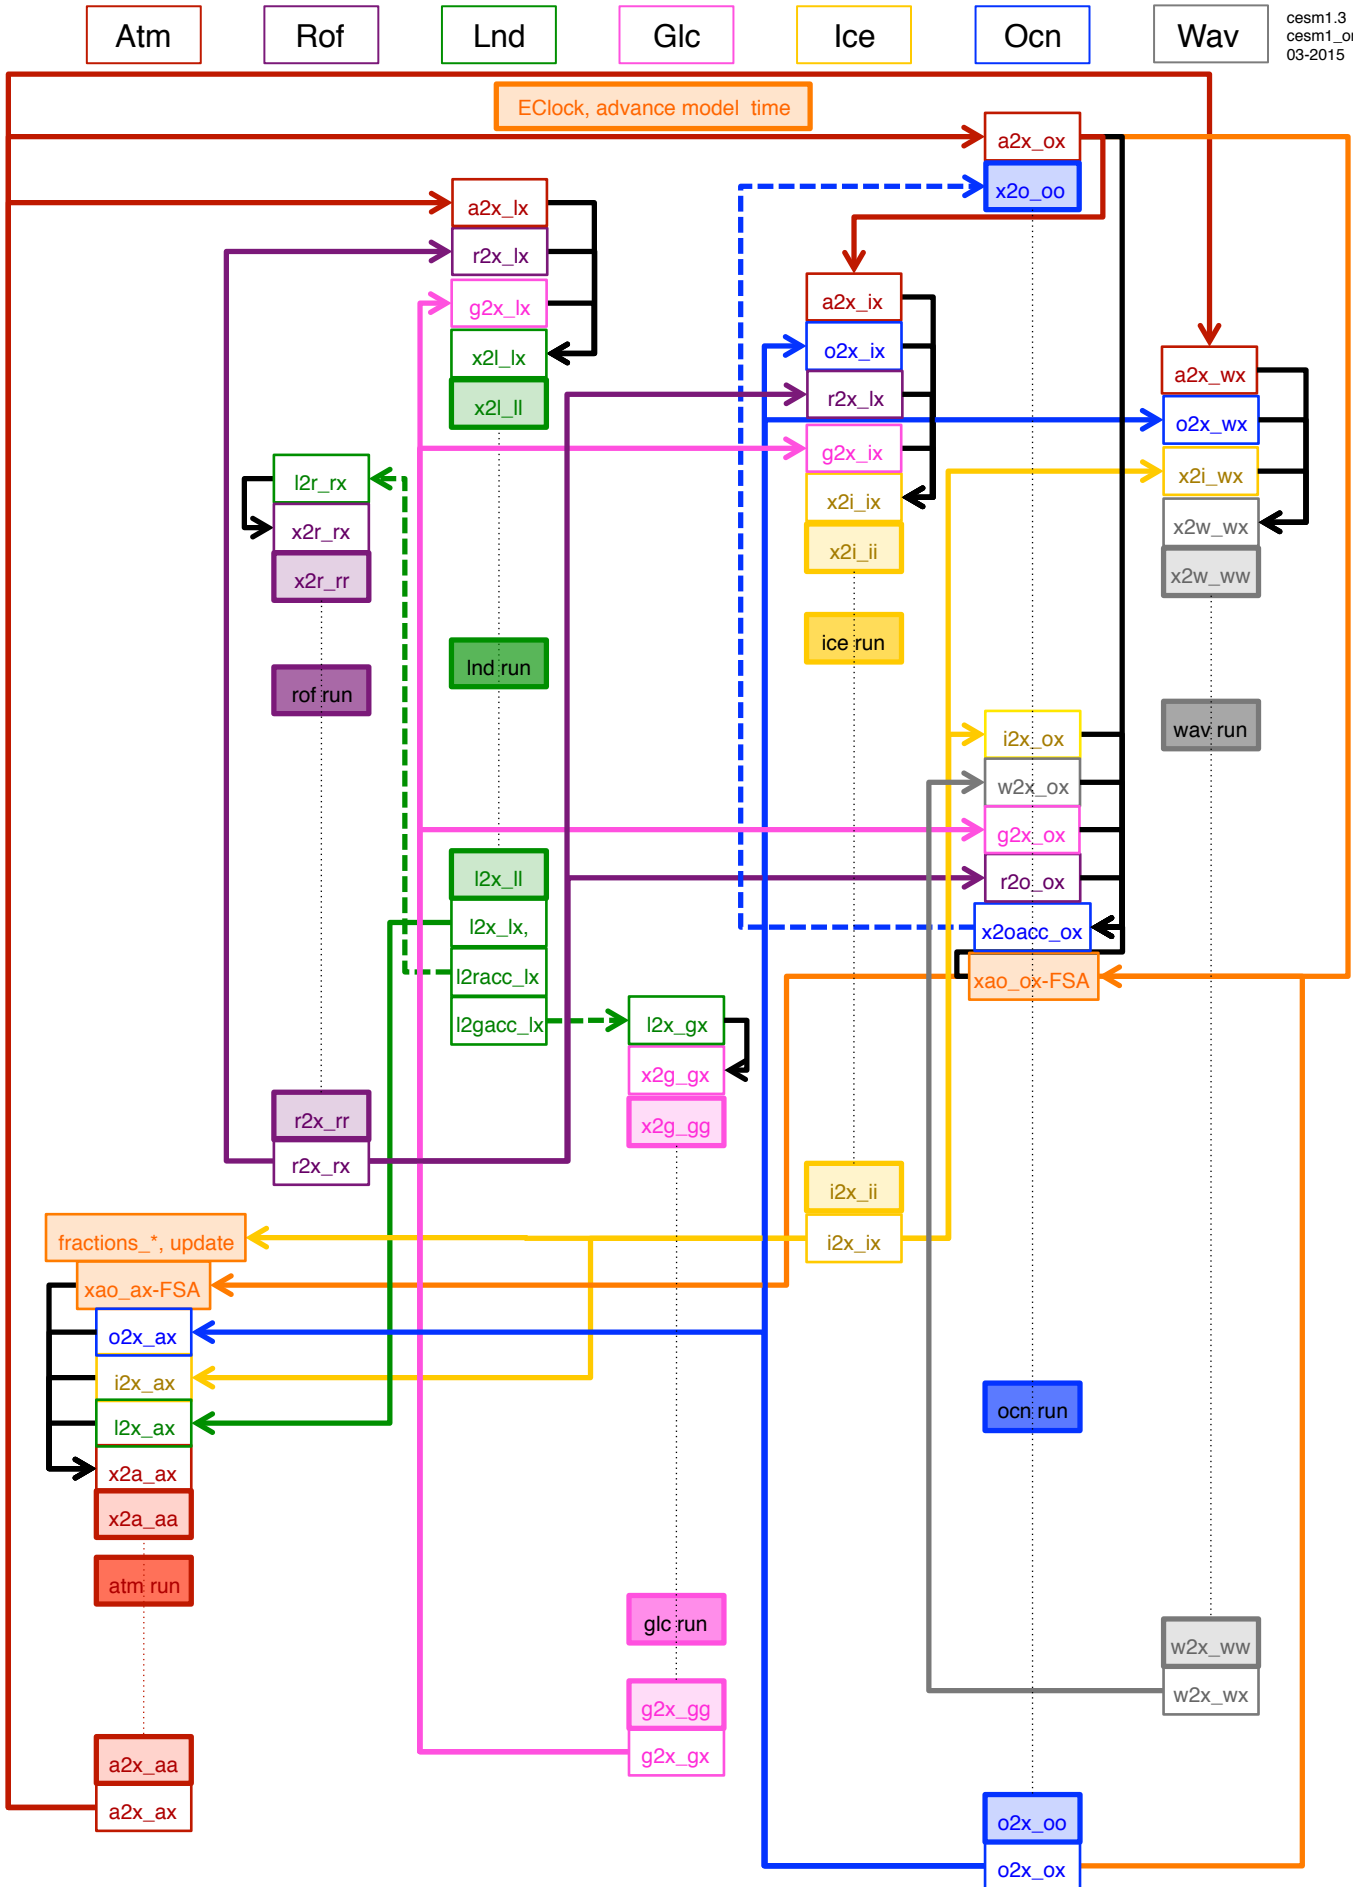 Atm Rof Lnd Glc Ice Ocn Wav
cesm1.3
03-2015
EClock, advance model time
a2x_ox
x2o_oo
a2x_lx
r2x_lx
g2x_lx
x2l_lx
x2l_ll
a2x_ix
o2x_ix
r2x_lx
g2x_ix
x2i_ix
x2i_ii
a2x_wx
o2x_wx
x2i_wx
x2w_wx
x2w_ww
l2r_rx
x2r_rx
x2r_rr
rof run
lnd run
ice run
wav run
i2x_ox
w2x_ox
g2x_ox
r2o_ox
x2oacc_ox
xao_ox-FSA
l2x_ll
l2x_lx,
l2racc_lx
l2gacc_lx
l2x_gx
x2g_gx
x2g_gg
r2x_rr
r2x_rx
i2x_ii
i2x_ix
fractions_*, update
xao_ax-FSA
o2x_ax
i2x_ax
l2x_ax
x2a_ax
x2a_aa
atm run
ocn run
glc run
g2x_gg
g2x_gx
w2x_ww
w2x_wx
a2x_aa
a2x_ax
o2x_oo
o2x_ox